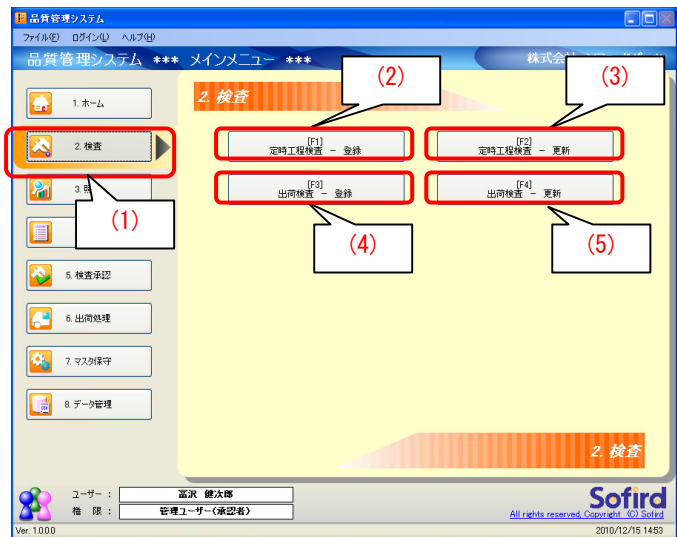 品質管理システム
ファイル(F) ログイン(L) ヘルプ(H)
品質管理システム *** メインメニュー ***
株式会
(2)
(3)
1. ホーム
2. 検査
2. 検査
[F1]
定時工程検査 － 登録
[F2]
定時工程検査 － 更新
3.
[F3]
出荷検査 － 登録
[F4]
出荷検査 － 更新
(1)
(4)
(5)
5. 検査承認
6. 出荷処理
7. マスタ保守
8. データ管理
2. 検査
ユーザー ：
冨沢 健次郎
権 限 ：
管理ユーザー(承認者)
Sofird
All rights reserved, Copyright (C) Sofird
Ver. 1.0.0.0
2010/12/15 14:53